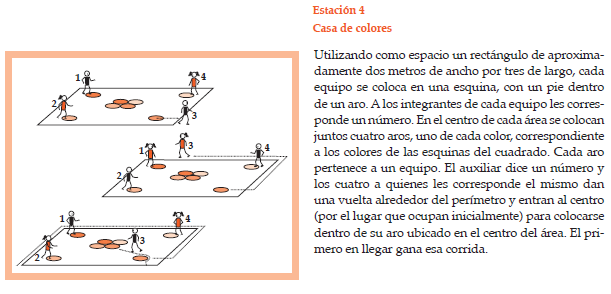 Estación 4
Casa de colores
Utilizando como espacio un rectángulo de aproxima-
damente dos metros de ancho por tres de largo, cada
equipo se coloca en una esquina, con un pie dentro
de un aro. A los integrantes de cada equipo les corres-
ponde un número. En el centro de cada área se colocan
juntos cuatro aros, uno de cada color, correspondiente
a los colores de las esquinas del cuadrado. Cada aro
pertenece a un equipo. El auxiliar dice un número y
los cuatro a quienes les corresponde el mismo dan
una vuelta alrededor del perímetro y entran al centro
(por el lugar que ocupan inicialmente) para colocarse
dentro de su aro ubicado en el centro del área. El pri-
mero en llegar gana esa corrida.
1
4
2
3
3
4
1
2
1
4
3
2